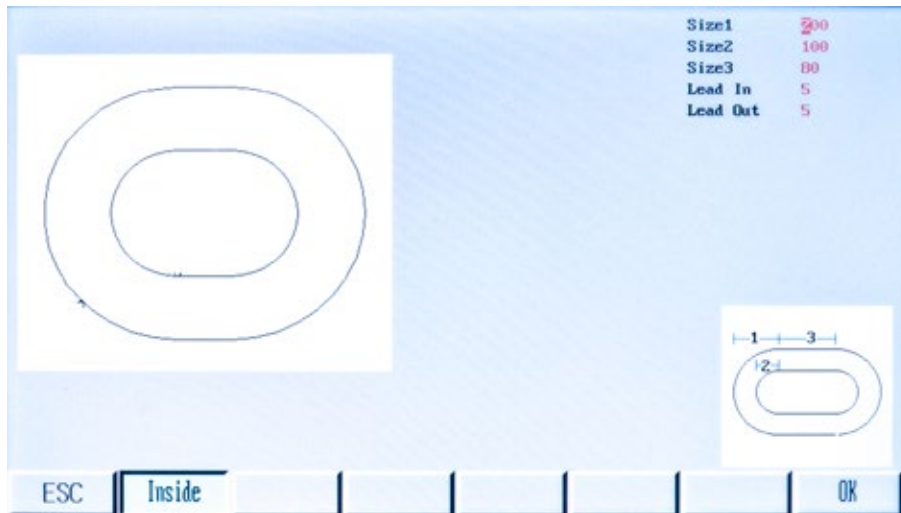 Size1 200
Size2 100
Size3 80
Lead In 5
Lead Out 5
1 3
2
ESC Inside OK